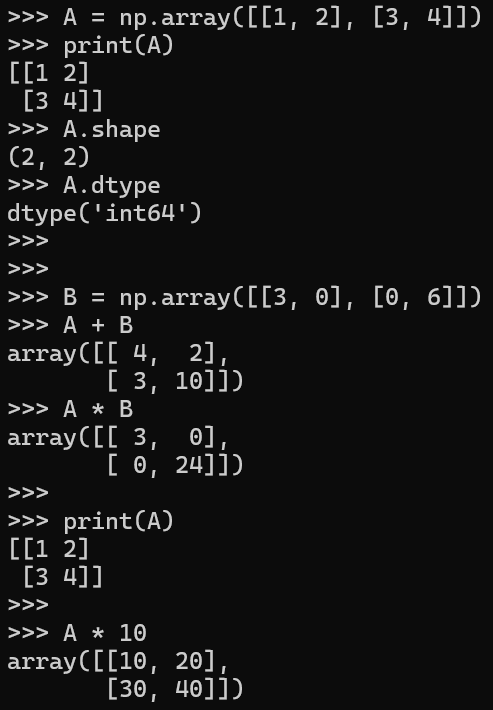 >>> A = np.array([[1, 2], [3, 4]])
>>> print(A)
[[1 2]
 [3 4]]
>>> A.shape
(2, 2)
>>> A.dtype
dtype('int64')
>>>
>>>
>>> B = np.array([[3, 0], [0, 6]])
>>> A + B
array([[ 4,  2],
       [ 3, 10]])
>>> A * B
array([[ 3,  0],
       [ 0, 24]])
>>>
>>> print(A)
[[1 2]
 [3 4]]
>>>
>>> A * 10
array([[10, 20],
       [30, 40]])